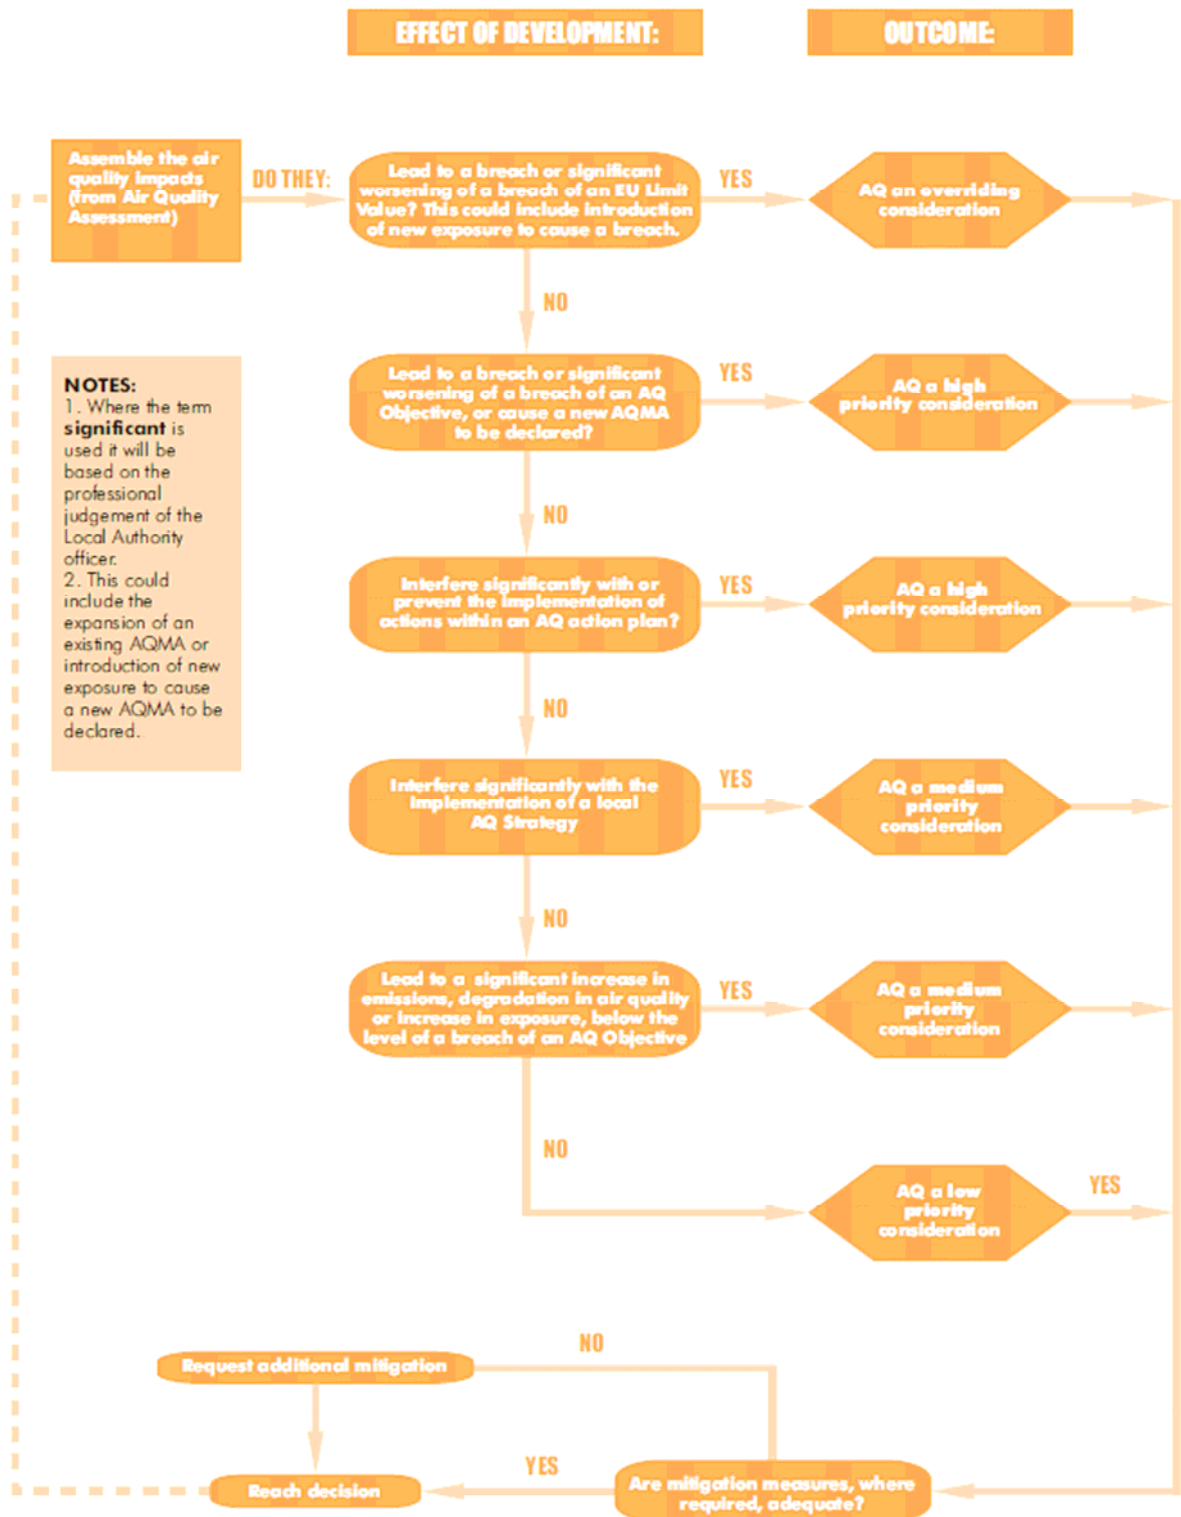 EFFECT OF DEVELOPMENT:
OUTCOME:
Assemble the air
quality impacts
(from Air Quality
Assessment)
DO THEY:
Lead to a breach or significant
worsening of a breach of an EU Limit
Value? This could include introduction
of new exposure to cause a breach.
YES
AQ an overriding
consideration
NO
NOTES:
1. Where the term
significant is
used it will be
based on the
professional
judgement of the
Local Authority
officer.
2. This could
include the
expansion of an
existing AQMA or
introduction of new
exposure to cause
a new AQMA to be
declared.
Lead to a breach or significant
worsening of a breach of an AQ
Objective, or cause a new AQMA
to be declared?
YES
AQ a high
priority consideration
NO
Interfere significantly with or
prevent the implementation of
actions within an AQ action plan?
YES
AQ a high
priority consideration
NO
Interfere significantly with the
implementation of a local
AQ Strategy
YES
AQ a medium
priority
consideration
NO
Lead to a significant increase in
emissions, degradation in air quality
or increase in exposure, below the
level of a breach of an AQ Objective
YES
AQ a medium
priority
consideration
NO
AQ a low
priority
consideration
YES
NO
Request additional mitigation
YES
Reach decision
Are mitigation measures, where
required, adequate?